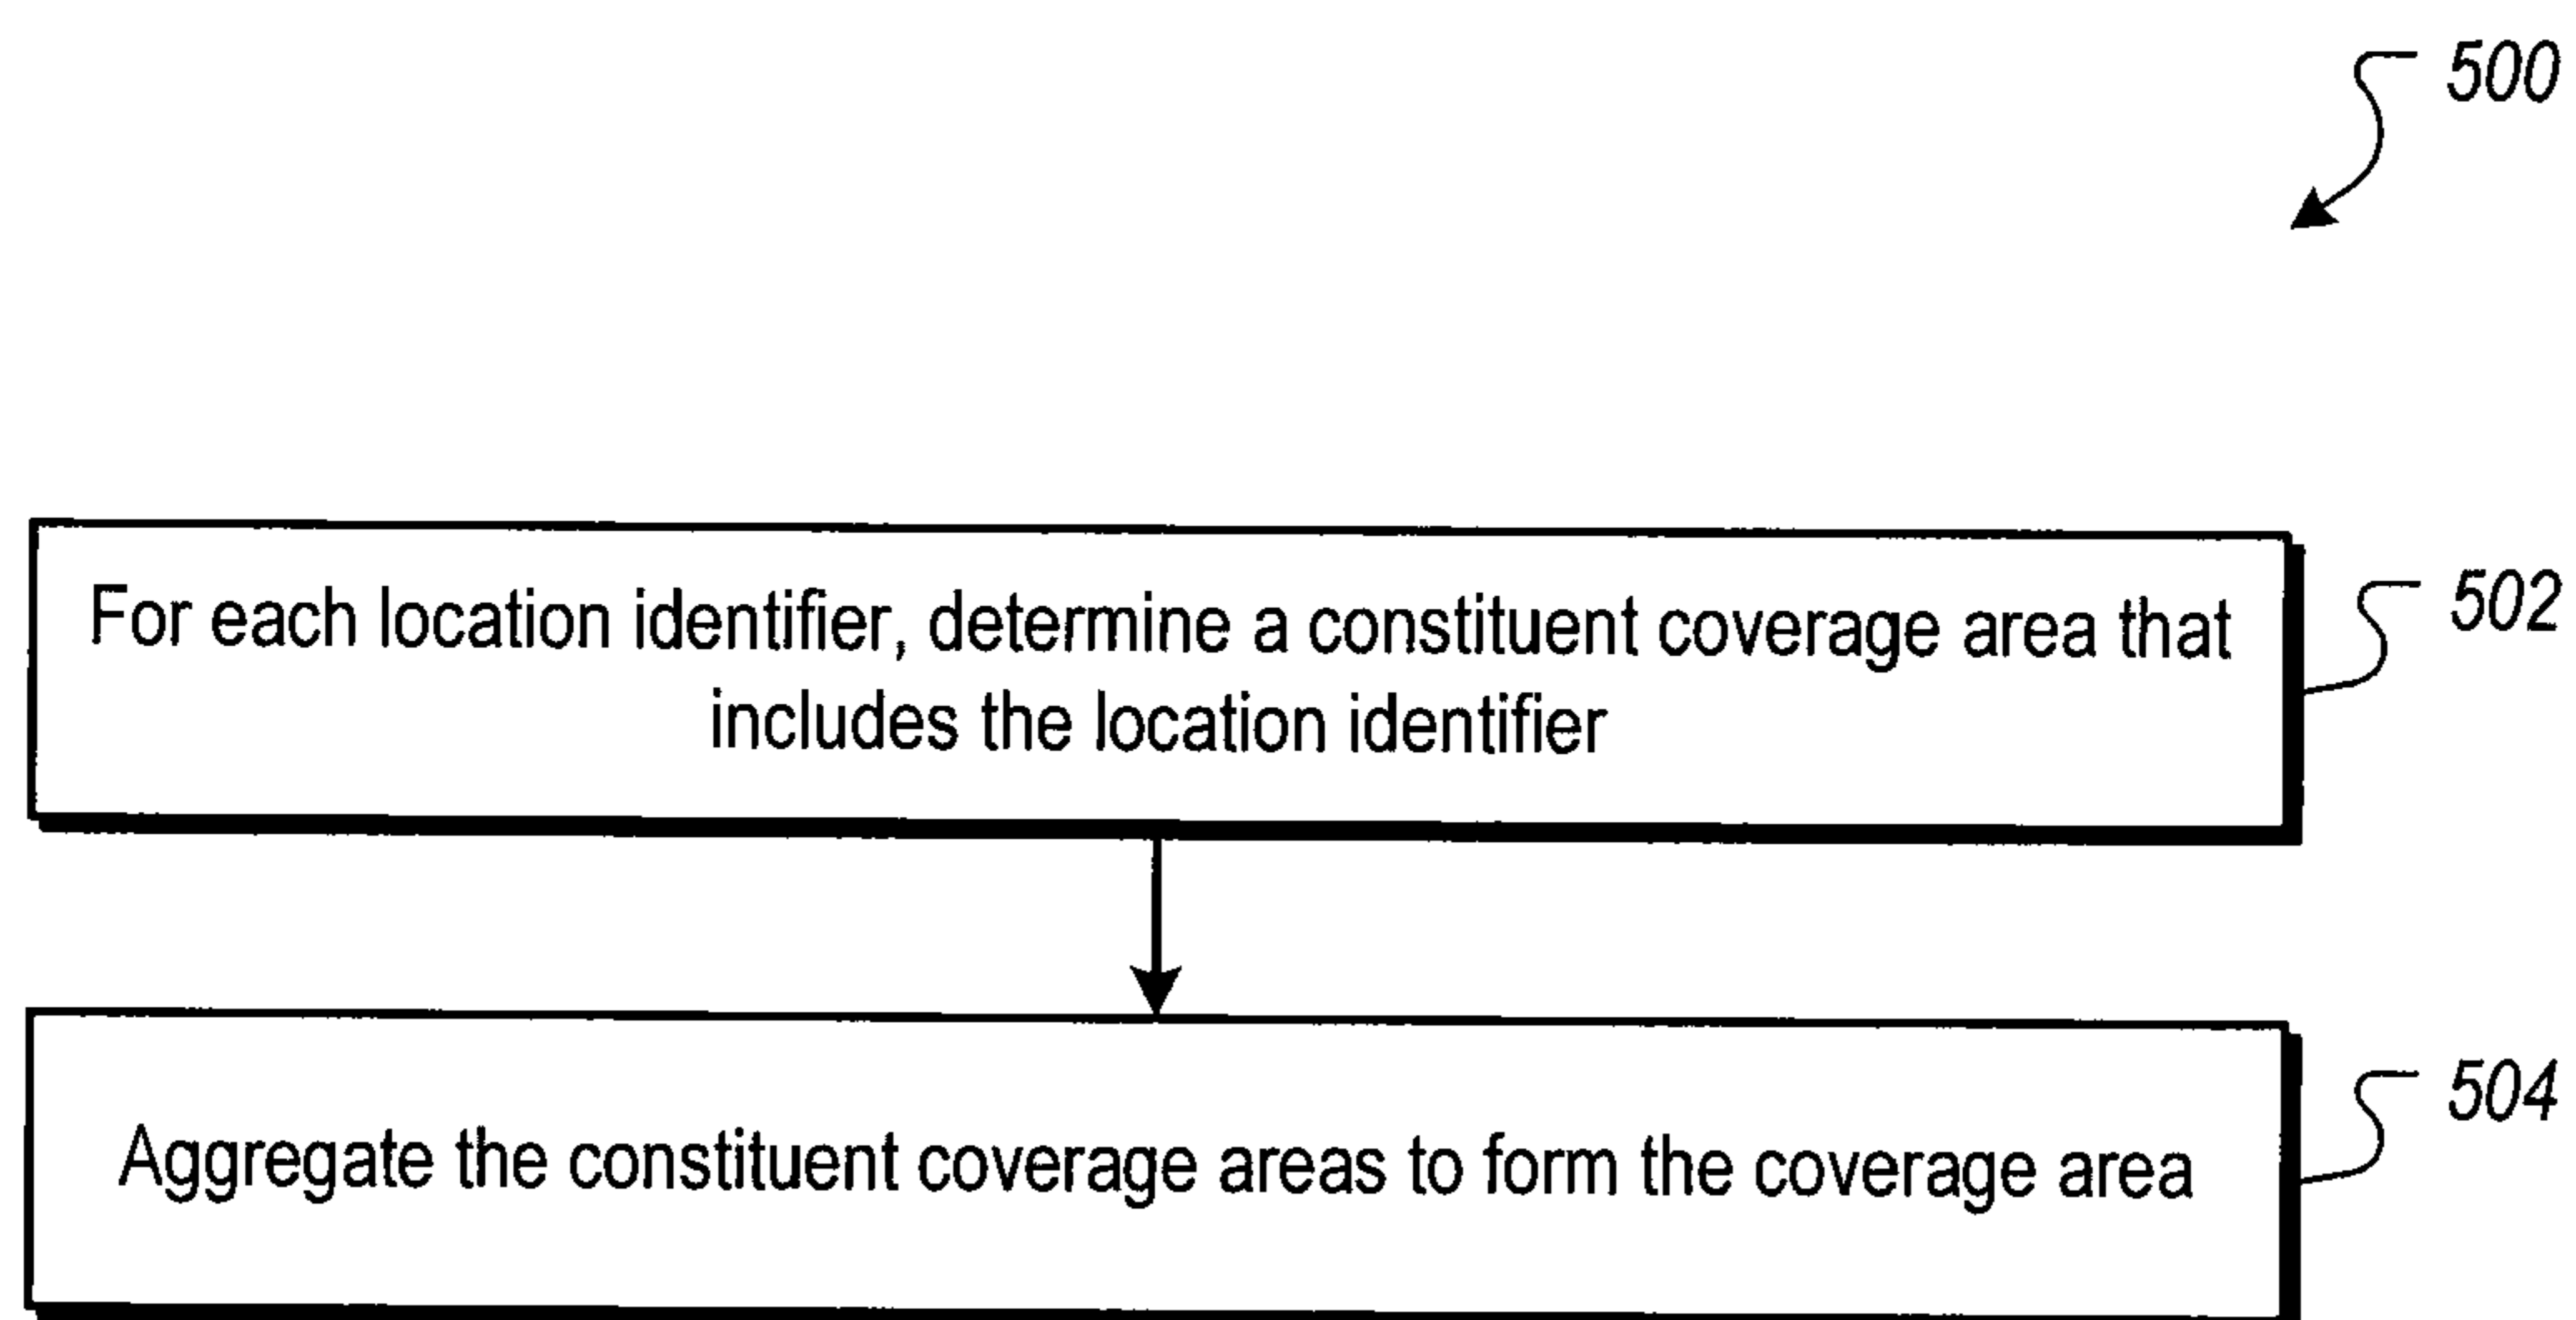 500
For each location identifier, determine a constituent coverage area that
includes the location identifier
502
Aggregate the constituent coverage areas to form the coverage area
504